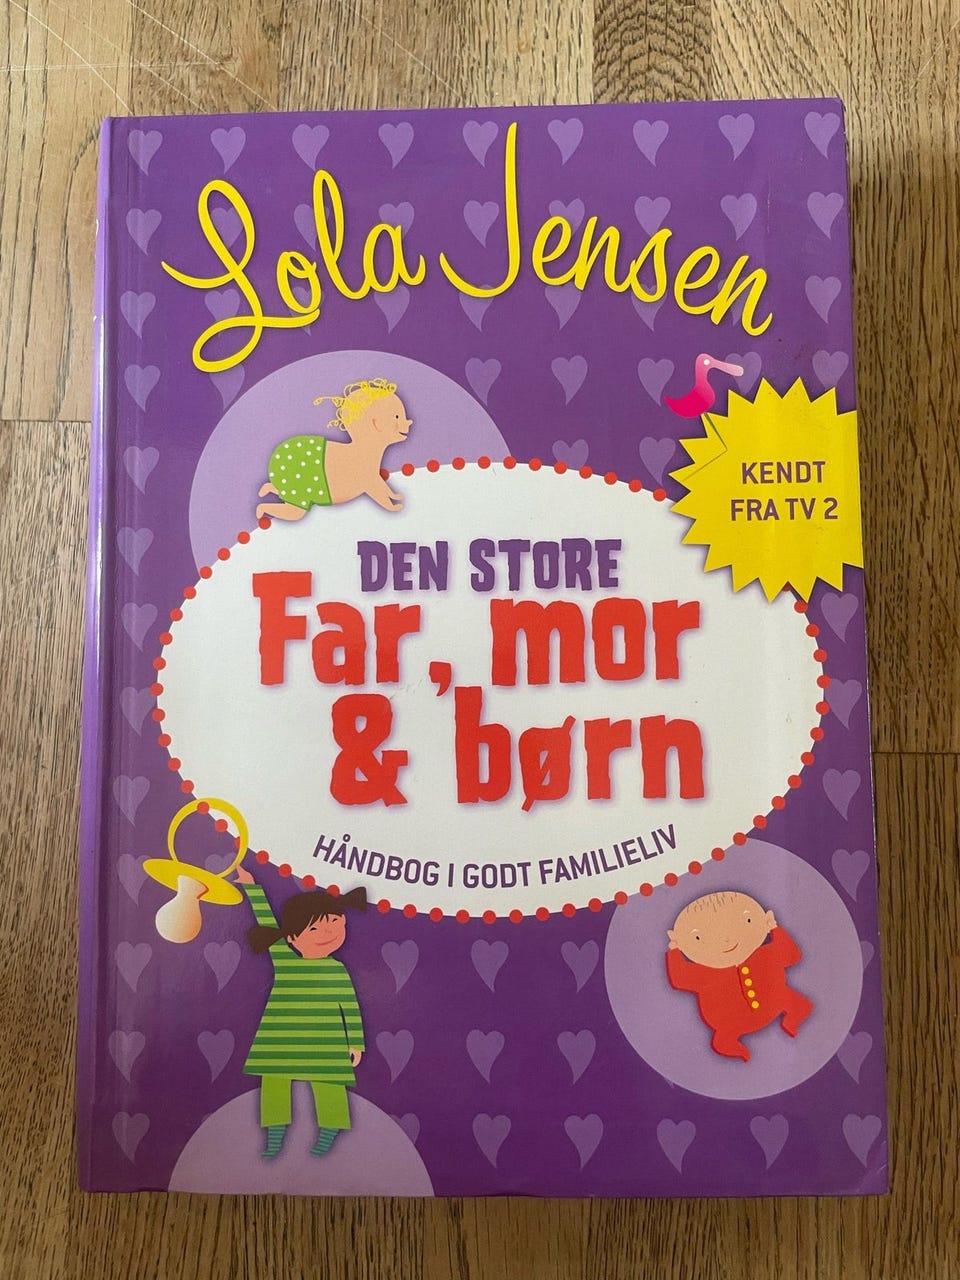 Lola Jensen
KENDT
FRA TV 2
DEN STORE
Far, mor
& børn
HÅNDBOG I GODT FAMILIELIV